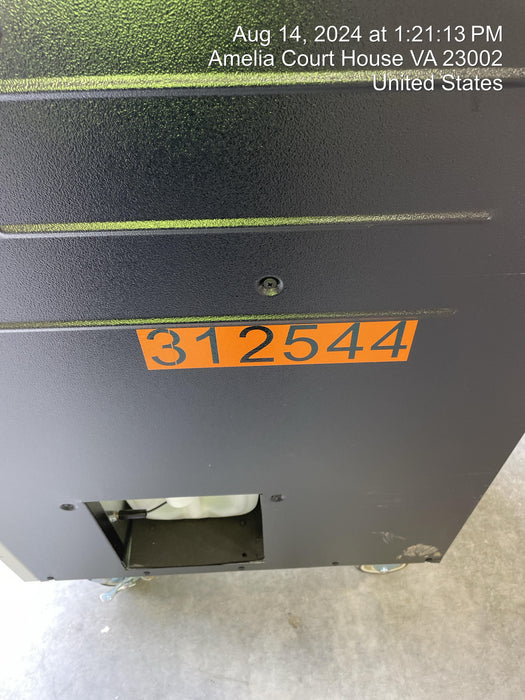 Aug 14, 2024 at 1:21:13 PM
Amelia Court House VA 23002
United States
312544